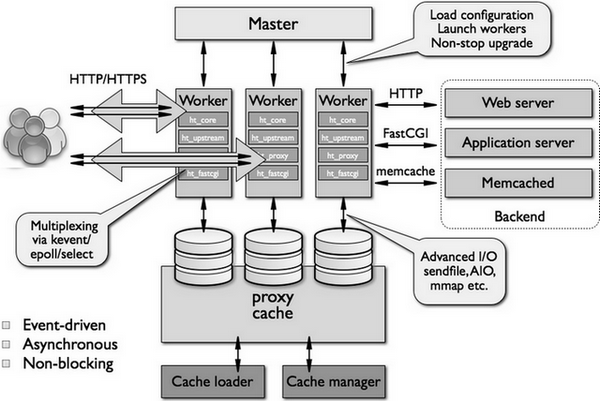 Master
Load configuration
Launch workers
Non-stop upgrade
HTTP/HTTPS
Worker
ht_core
ht_upstream
ht_fastcgi
Worker
ht_core
ht_upstream
_proxy
ht_fastcgi
Worker
ht_core
ht_upstream
ht_proxy
ht_fastcgi
HTTP
FastCGI
memcache
Web server
Application server
Memcached
Backend
Multiplexing
via kevent/
epoll/select
Advanced I/O
sendfile, AIO,
mmap etc.
proxy
cache
Event-driven
Asynchronous
Non-blocking
Cache loader
Cache manager